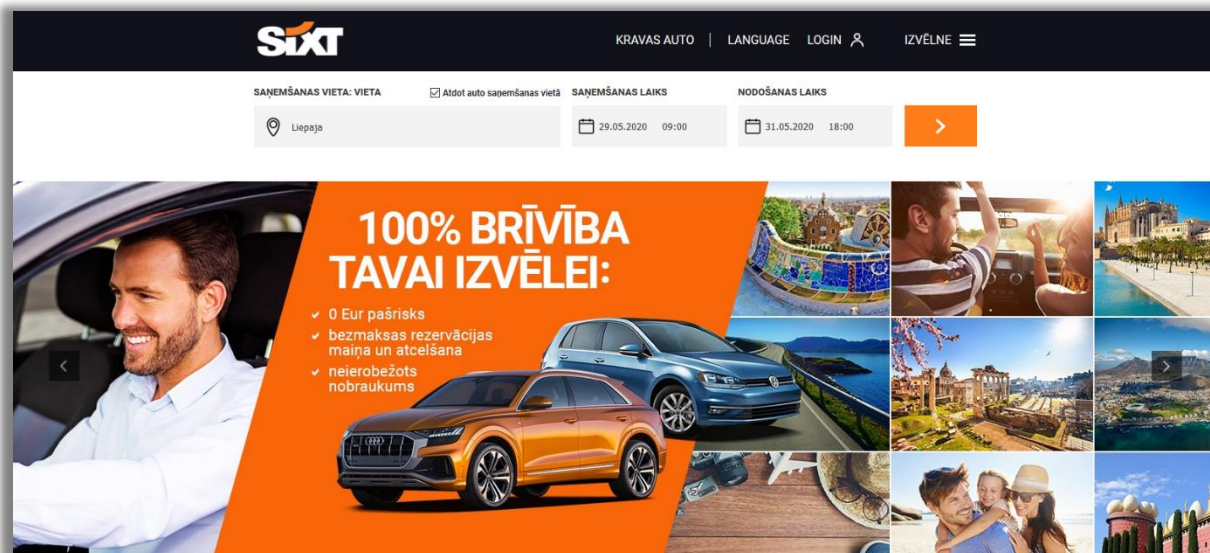 SIXT
KRAVAS AUTO | LANGUAGE LOGIN IZVĒLNE
SAŅEMŠANAS VIETA: VIETA Atdot auto saņemšanas vietā SAŅEMŠANAS LAIKS NODOŠANAS LAIKS
Liepaja 29.05.2020 09:00 31.05.2020 18:00
100% BRĪVĪBA
TAVAI IZVĒLEI:
0 Eur pašrisks
bezmaksas rezervācijas
maiņa un atcelšana
neierobežots
nobraukums